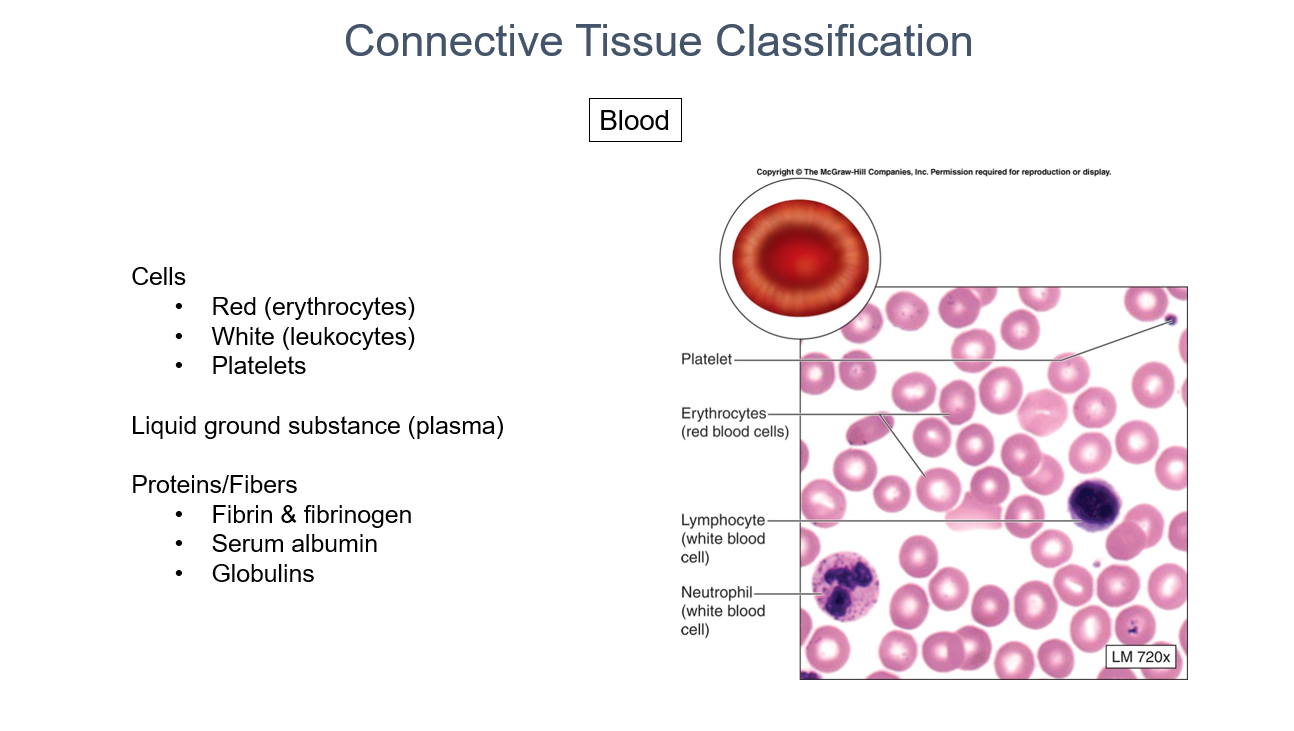 Connective Tissue Classification
Blood
Copyright © The McGraw-Hill Companies, Inc. Permission required for reproduction or display.
Cells
• Red (erythrocytes)
• White (leukocytes)
• Platelets
Liquid ground substance (plasma)
Proteins/Fibers
• Fibrin & fibrinogen
• Serum albumin
• Globulins
Platelet
Erythrocytes
(red blood cells)
Lymphocyte
(white blood
cell)
Neutrophil
(white blood
cell)
LM 720x